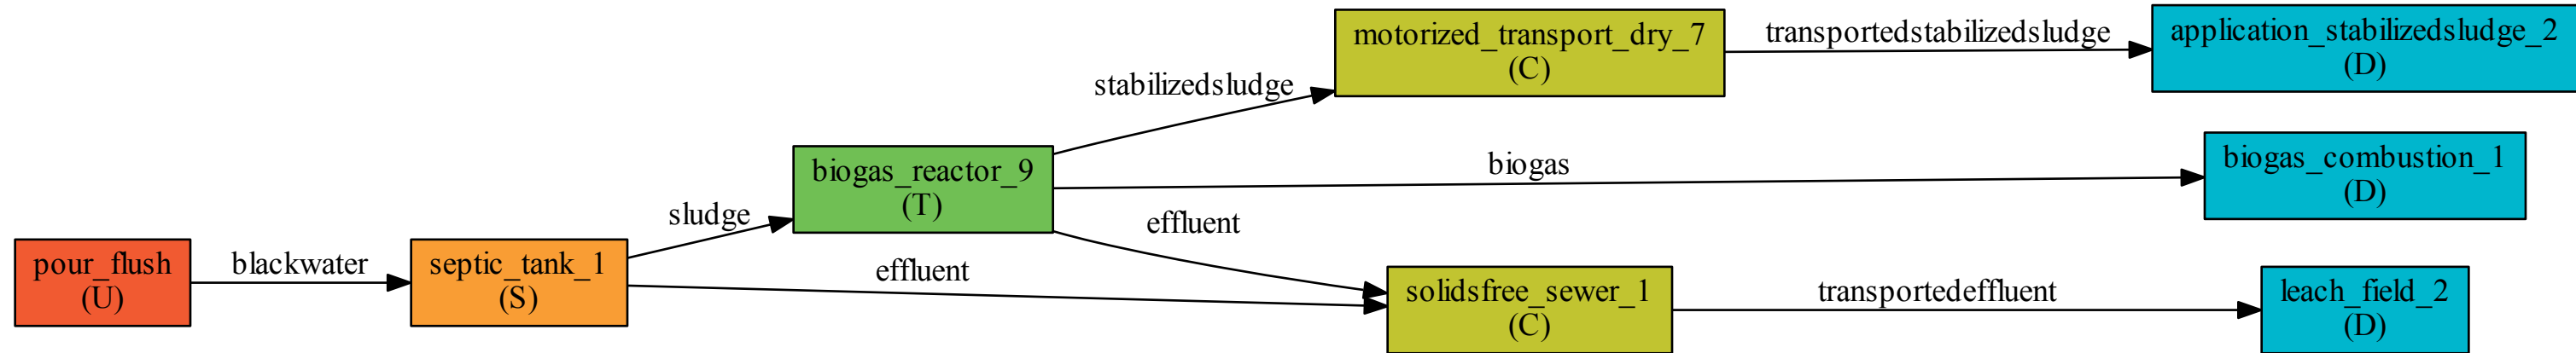 motorized_transport_dry_7
(C)
transportedstabilizedsludge
application_stabilizedsludge_2
(D)
stabilizedsludge
biogas_reactor_9
(T)
biogas
biogas_combustion_1
(D)
sludge
effluent
pour_flush
(U)
blackwater
septic_tank_1
(S)
effluent
solidsfree_sewer_1
(C)
transportedeffluent
leach_field_2
(D)